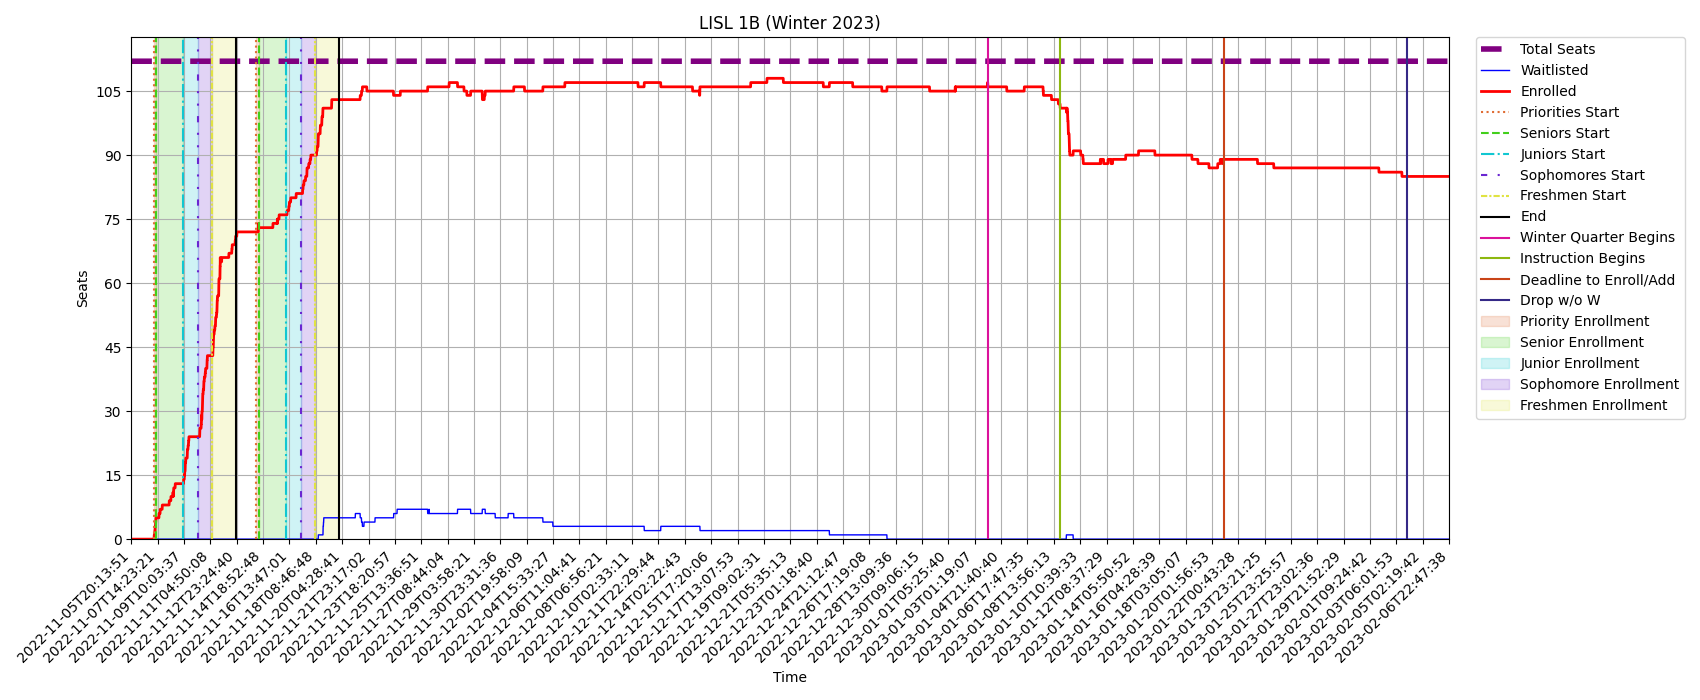 LISL 1B (Winter 2023)
Seats
105
90
75
60
45
30
15
0
2022-11-05T20:13:51
2022-11-07T14:23:21
2022-11-09T10:03:37
2022-11-11T04:50:08
2022-11-12T23:24:40
2022-11-14T18:52:48
2022-11-16T13:47:01
2022-11-18T08:46:48
2022-11-20T04:28:41
2022-11-21T23:17:02
2022-11-23T18:20:57
2022-11-25T13:36:51
2022-11-27T08:44:04
2022-11-29T03:58:21
2022-11-30T23:31:36
2022-12-02T19:58:09
2022-12-04T15:33:27
2022-12-06T11:04:41
2022-12-08T06:56:21
2022-12-10T02:33:11
2022-12-11T22:29:44
2022-12-14T02:22:43
2022-12-15T17:20:06
2022-12-17T13:07:53
2022-12-19T09:02:31
2022-12-21T05:35:13
2022-12-23T01:18:40
2022-12-24T21:12:47
2022-12-26T17:19:08
2022-12-28T13:09:36
2022-12-30T09:06:15
2023-01-01T05:25:40
2023-01-03T01:19:07
2023-01-04T21:40:40
2023-01-06T17:47:35
2023-01-08T13:56:13
2023-01-10T10:39:33
2023-01-12T08:37:29
2023-01-14T05:50:52
2023-01-16T04:28:39
2023-01-18T03:05:07
2023-01-20T01:56:53
2023-01-22T00:43:28
2023-01-23T23:21:25
2023-01-25T23:25:57
2023-01-27T23:02:36
2023-01-29T21:52:29
2023-02-01T09:24:42
2023-02-03T06:01:53
2023-02-05T02:19:42
2023-02-06T22:47:38
Time
Total Seats
Waitlisted
Enrolled
Priorities Start
Seniors Start
Juniors Start
Sophomores Start
Freshmen Start
End
Winter Quarter Begins
Instruction Begins
Deadline to Enroll/Add
Drop w/o W
Priority Enrollment
Senior Enrollment
Junior Enrollment
Sophomore Enrollment
Freshmen Enrollment